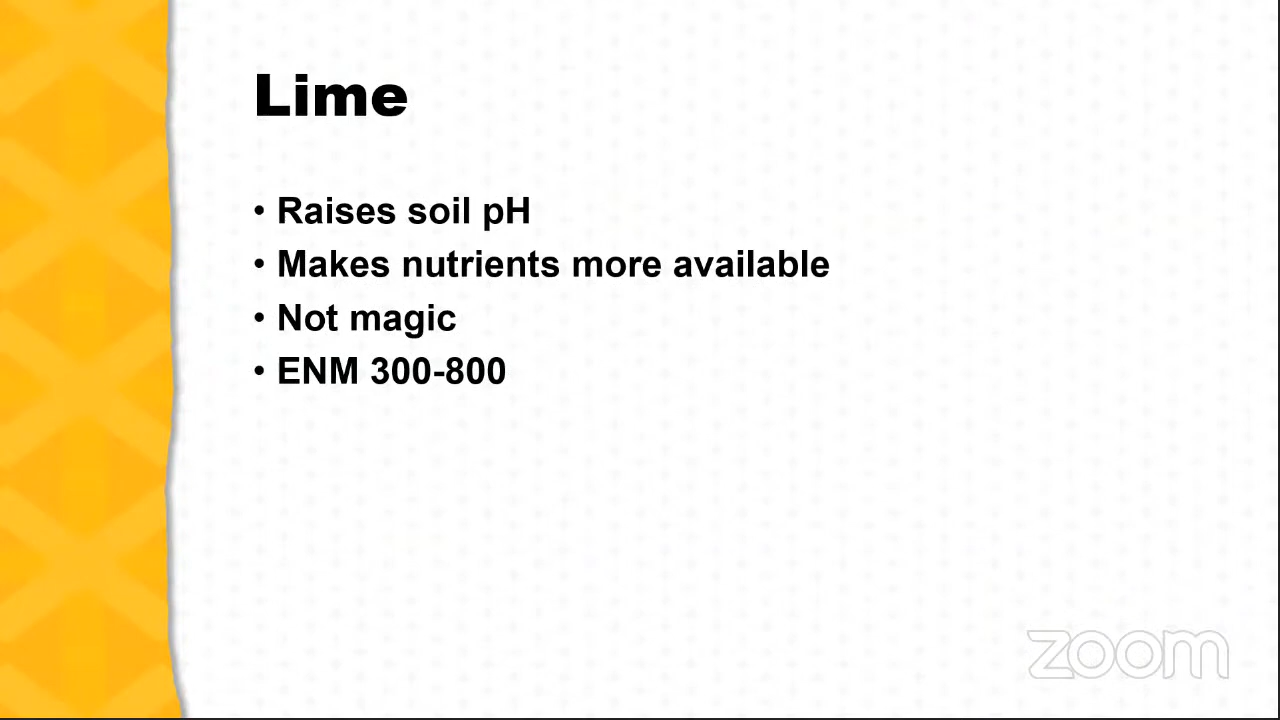 Lime
• Raises soil pH
• Makes nutrients more available
• Not magic
• ENM 300-800
zoom